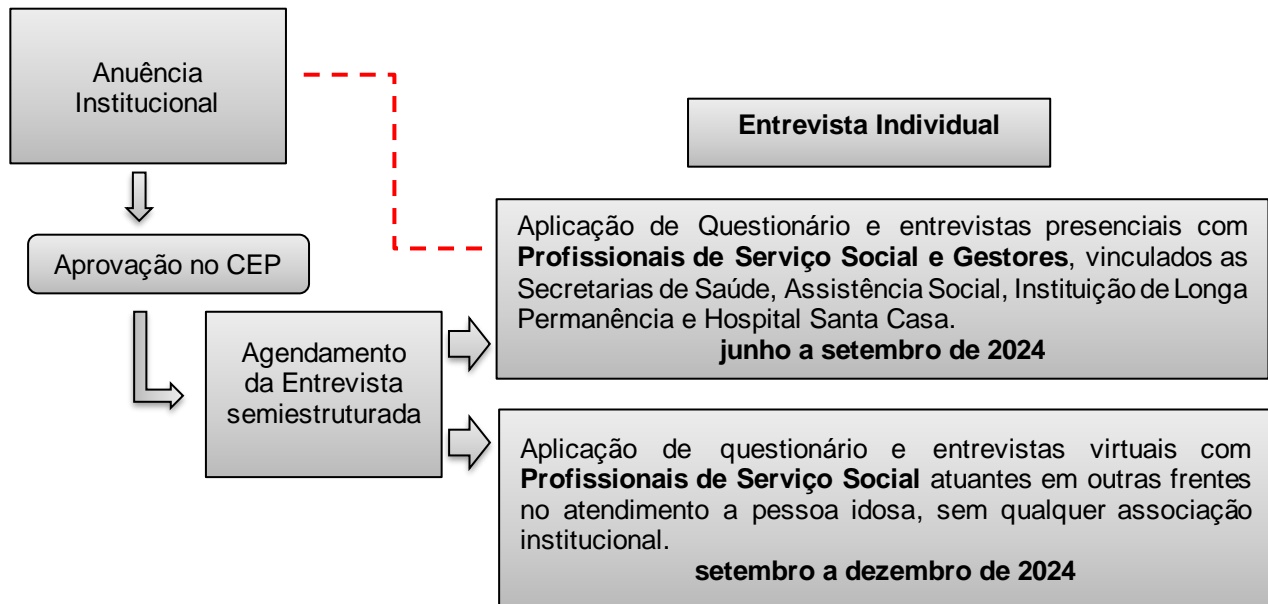 Anuência
Institucional
Entrevista Individual
Aprovação no CEP
Agendamento
da Entrevista
semiestruturada
Aplicação de Questionário e entrevistas presenciais com
Profissionais de Serviço Social e Gestores, vinculados as
Secretarias de Saúde, Assistência Social, Instituição de Longa
Permanência e Hospital Santa Casa.
junho a setembro de 2024
Aplicação de questionário e entrevistas virtuais com
Profissionais de Serviço Social atuantes em outras frentes
no atendimento a pessoa idosa, sem qualquer associação
institucional.
setembro a dezembro de 2024